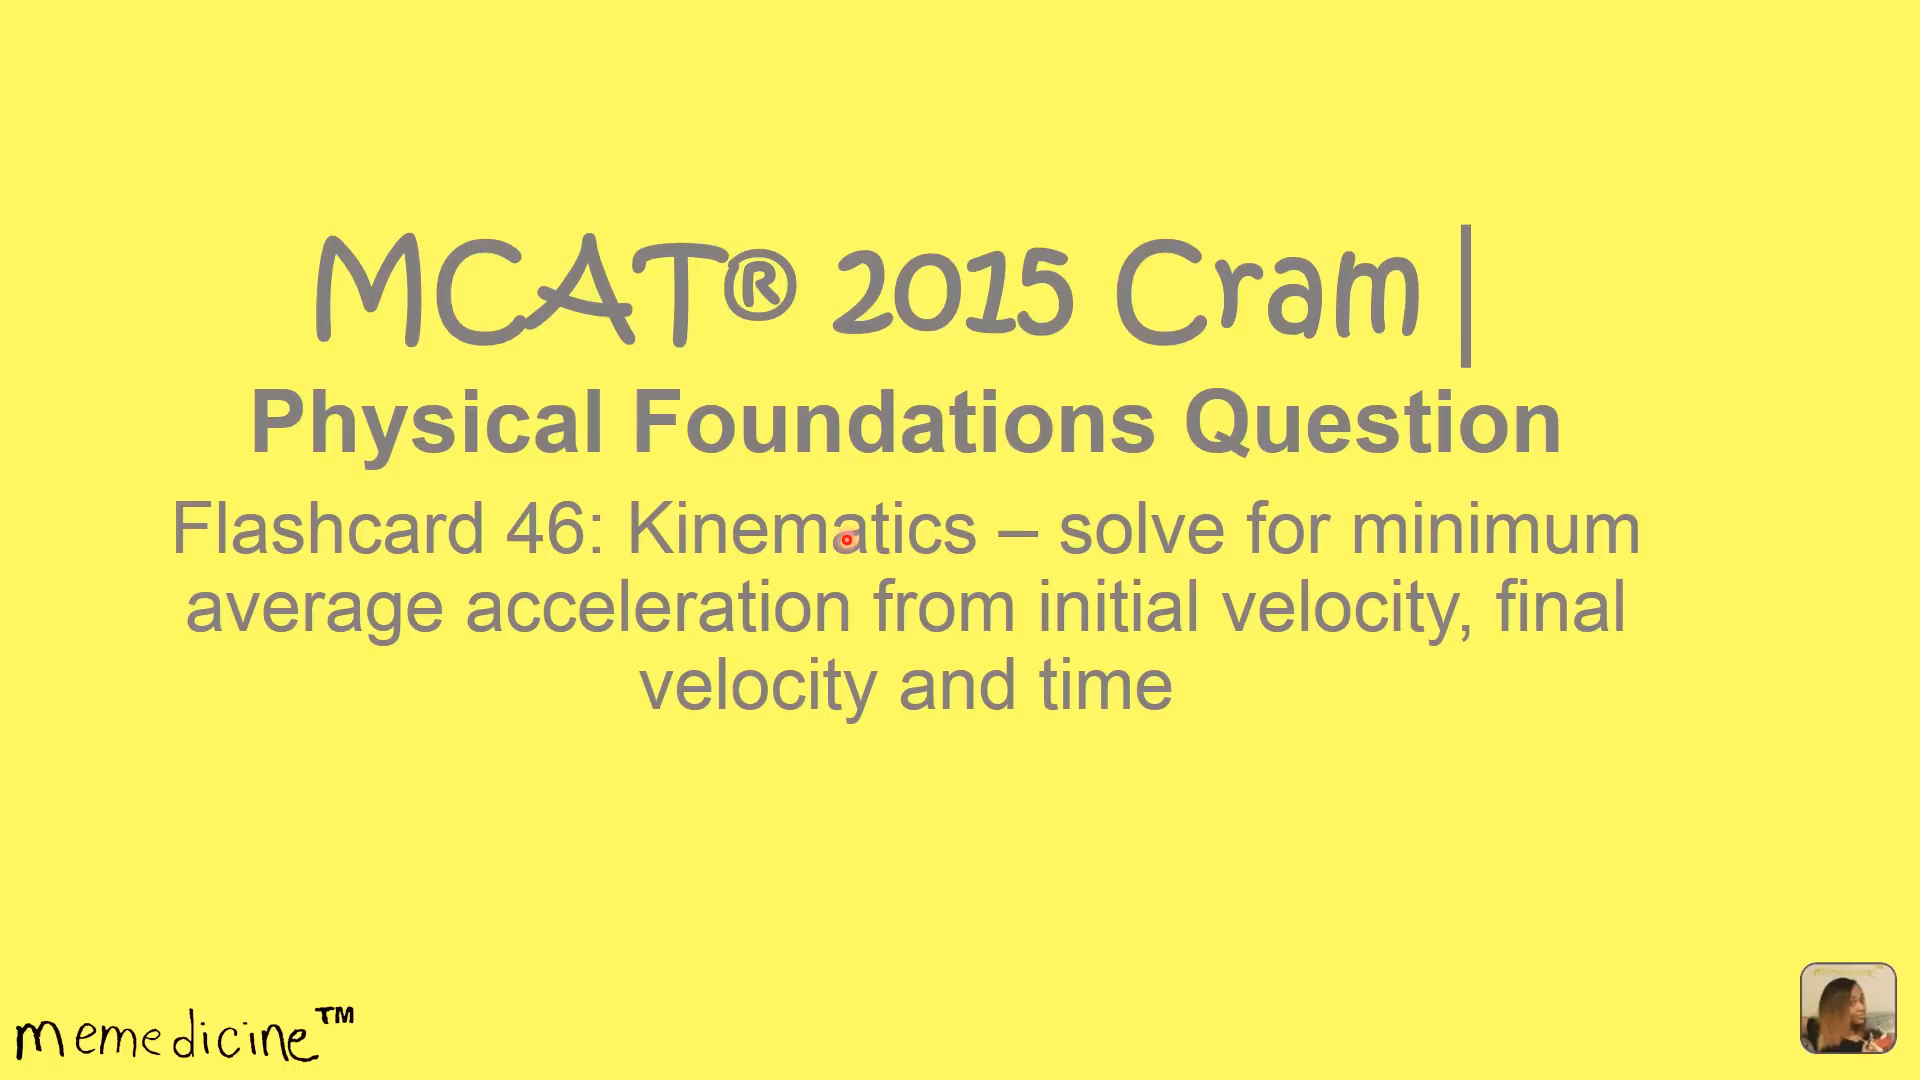 MCAT® 2015 Cram|
Physical Foundations Question
Flashcard 46: Kinematics – solve for minimum
average acceleration from initial velocity, final
velocity and time
memedicine™